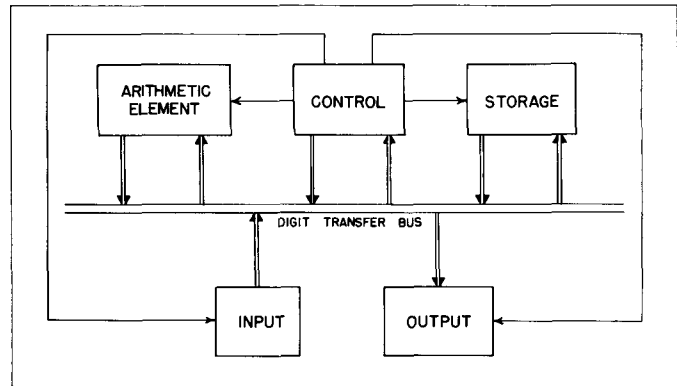 ARITHMETIC
ELEMENT
CONTROL
STORAGE
DIGIT TRANSFER BUS
INPUT
OUTPUT